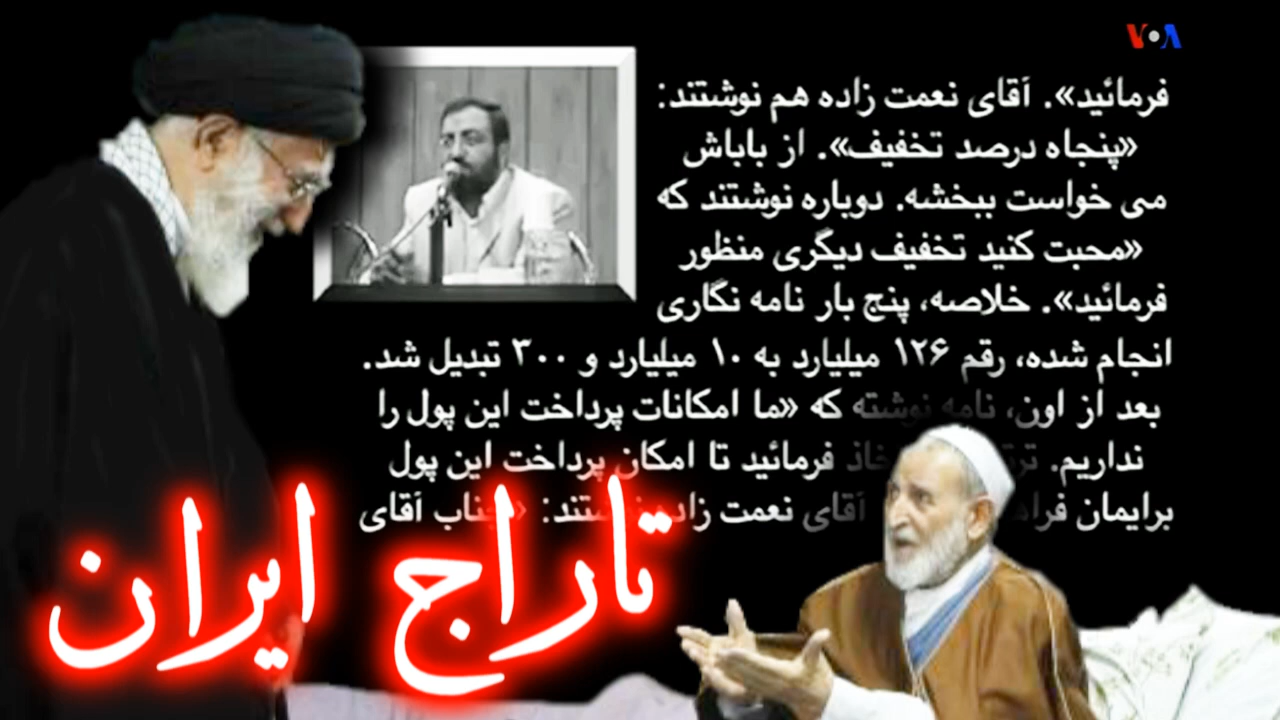 VOA
فرمائید». آقای نعمت زاده هم نوشتند:
«پنجاه درصد تخفیف». از باباش
می خواست ببخشه. دوباره نوشتند که
«محبت کنید تخفیف دیگری منظور
فرمائید». خلاصه، پنج بار نامه نگاری
انجام شده، رقم ۱۲۶ میلیارد به ۱۰ میلیارد و ۳۰۰ تبدیل شد.
بعد از اون، نامه نوشته که «ما امکانات پرداخت این پول را
نداریم. فرمائید تا امکان پرداخت این پول
برایمان آقای نعمت زاده نوشتند: «جناب آقای
تاراج ایران